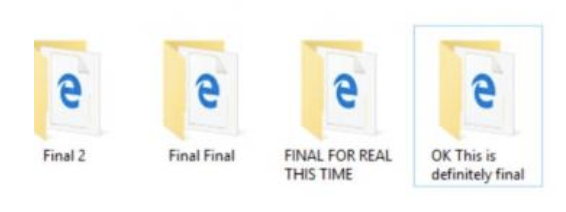 Final 2
Final Final
FINAL FOR REAL
THIS TIME
OK This is
definitely final